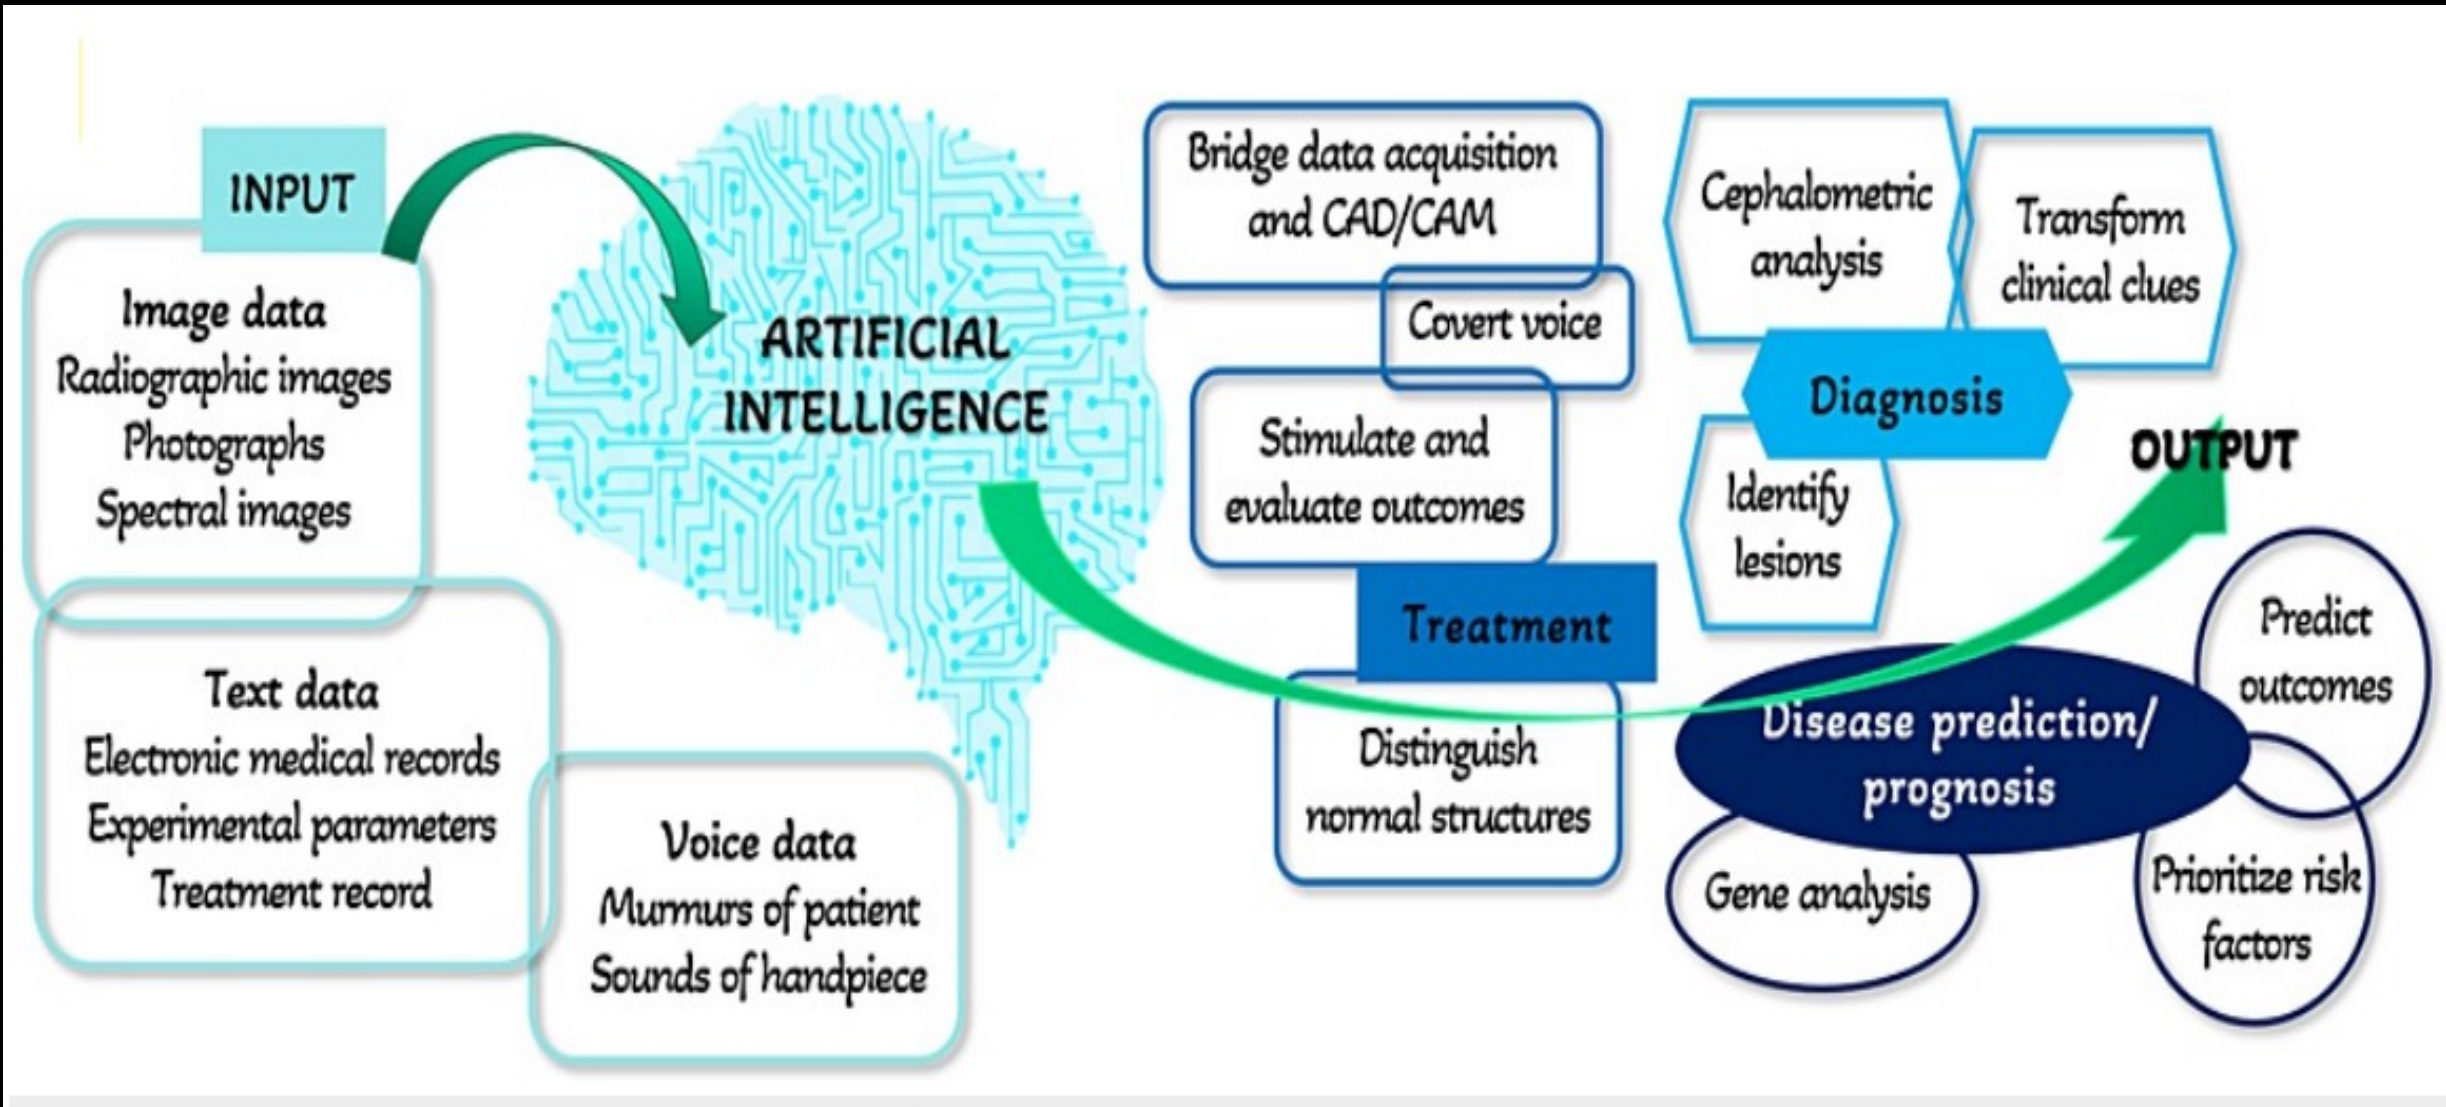 INPUT
Image data
Radiographic images
Photographs
Spectral images
Text data
Electronic medical records
Experimental parameters
Treatment record
Voice data
Murmurs of patient
Sounds of handpiece
ARTIFICIAL
INTELLIGENCE
Bridge data acquisition
and CAD/CAM
Covert voice
Stimulate and
evaluate outcomes
Treatment
Distinguish
normal structures
Cephalometric
analysis
Transform
clinical clues
Diagnosis
Identify
lesions
OUTPUT
Disease prediction/
prognosis
Predict
outcomes
Gene analysis
Prioritize risk
factors